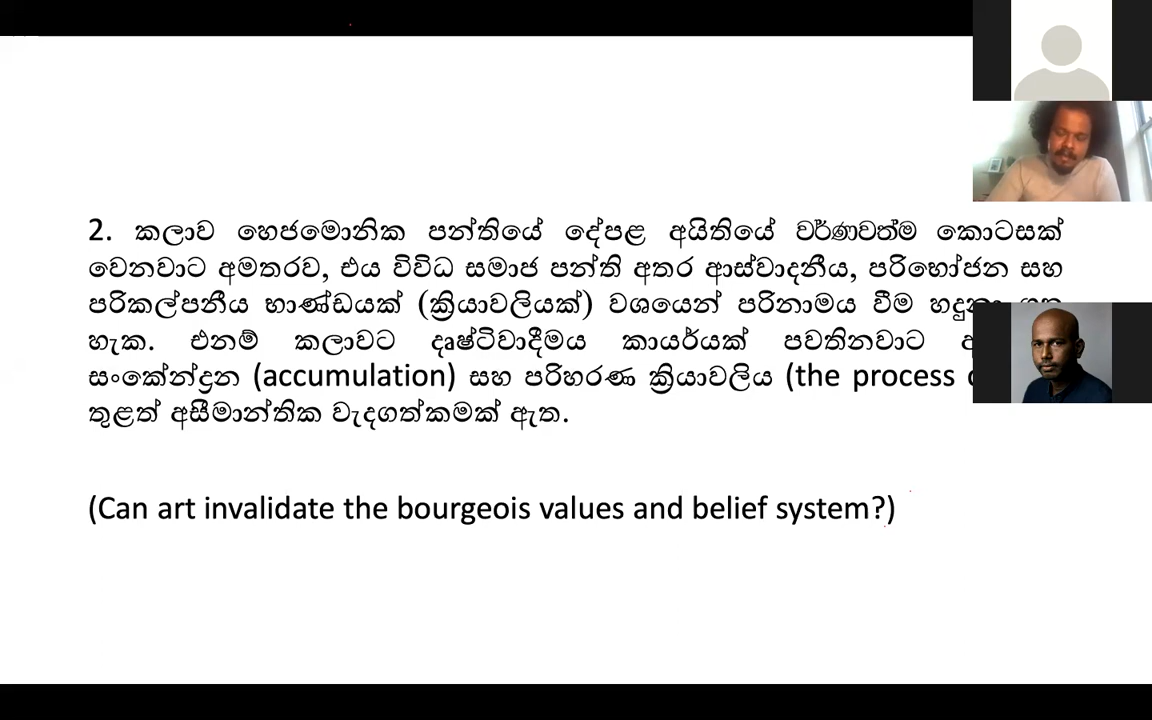 2. කලාව හෙජමොනික පන්තියේ දේපළ අයිතියේ වර්ණවත්ම කොටසක්
වෙනවාට අමතරව, එය විවිධ සමාජ පන්ති අතර ආස්වාදනීය, පරිභෝජන සහ
පරිකල්පනීය භාණ්ඩයක් (ක්‍රියාවලියක්) වශයෙන් පරිනාමය වීම
හැක. එනම් කලාවට දෘෂ්ටිවාදීමය කායර්යක් පවතිනවාට
සංකේන්ද්‍රන (accumulation) සහ පරිහරණ ක්‍රියාවලිය (the process
තුළත් අසීමාන්තික වැදගත්කමක් ඇත.
(Can art invalidate the bourgeois values and belief system?)